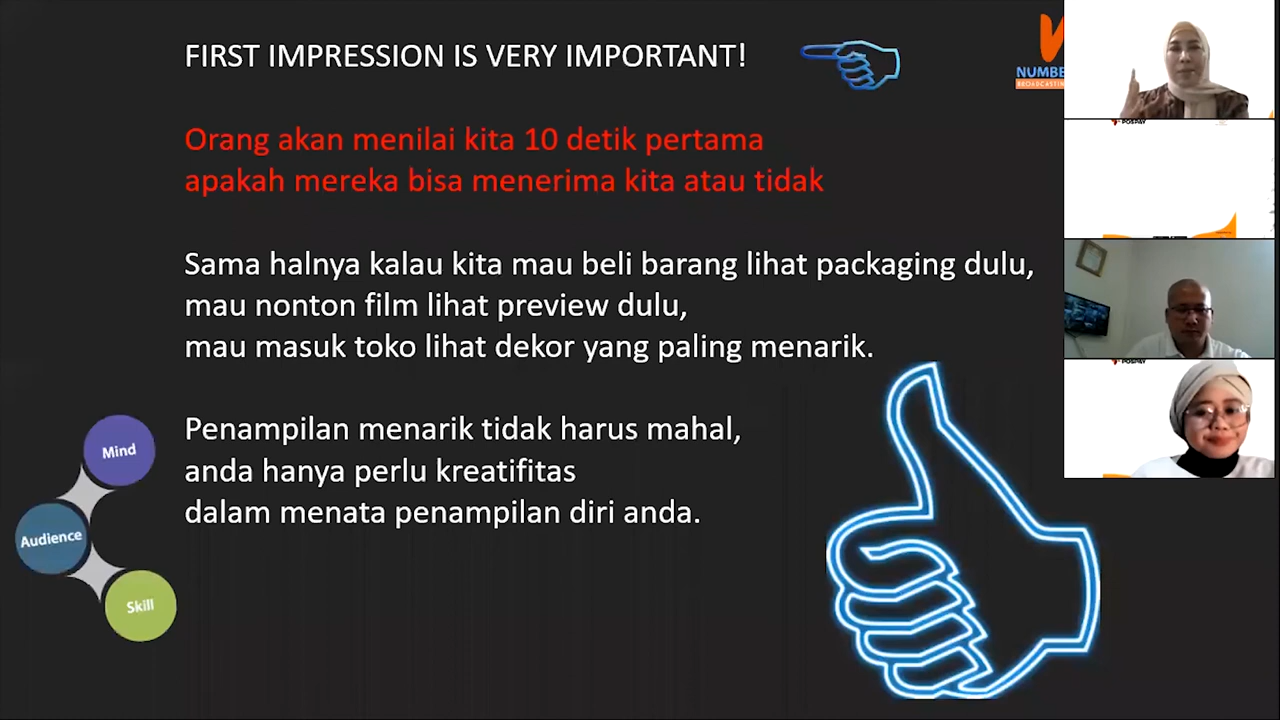 FIRST IMPRESSION IS VERY IMPORTANT!
Orang akan menilai kita 10 detik pertama
apakah mereka bisa menerima kita atau tidak
Sama halnya kalau kita mau beli barang lihat packaging dulu,
mau nonton film lihat preview dulu,
mau masuk toko lihat dekor yang paling menarik.
Penampilan menarik tidak harus mahal,
anda hanya perlu kreatifitas
dalam menata penampilan diri anda.
Mind
Audience
Skill
NUMBE
BROADCASTING
POSPAY
POSPAY